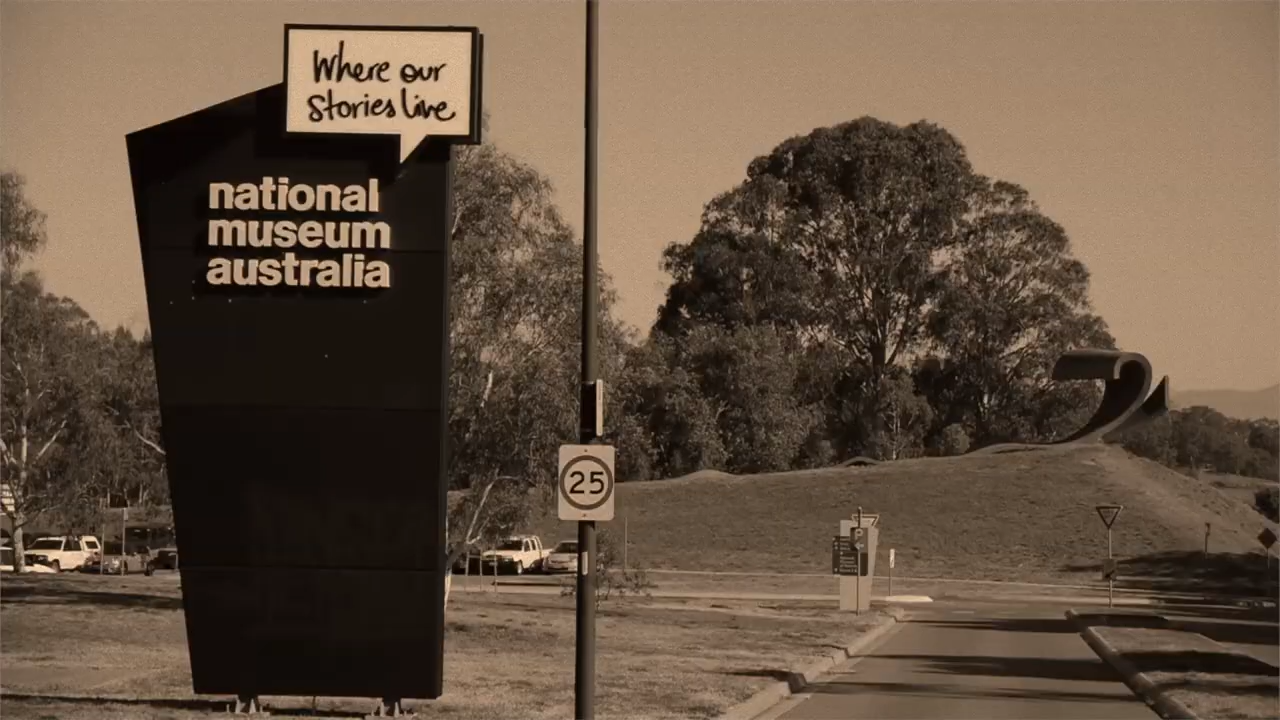 Where our
Stories live
national
museum
australia
25